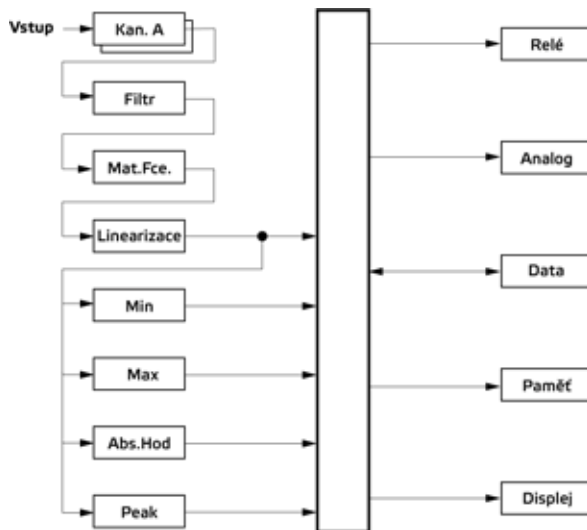 Vstup
Kan. A
Filtr
Mat.Fce.
Linearizace
Min
Max
Abs.Hod
Peak
Relé
Analog
Data
Paměť
Displej